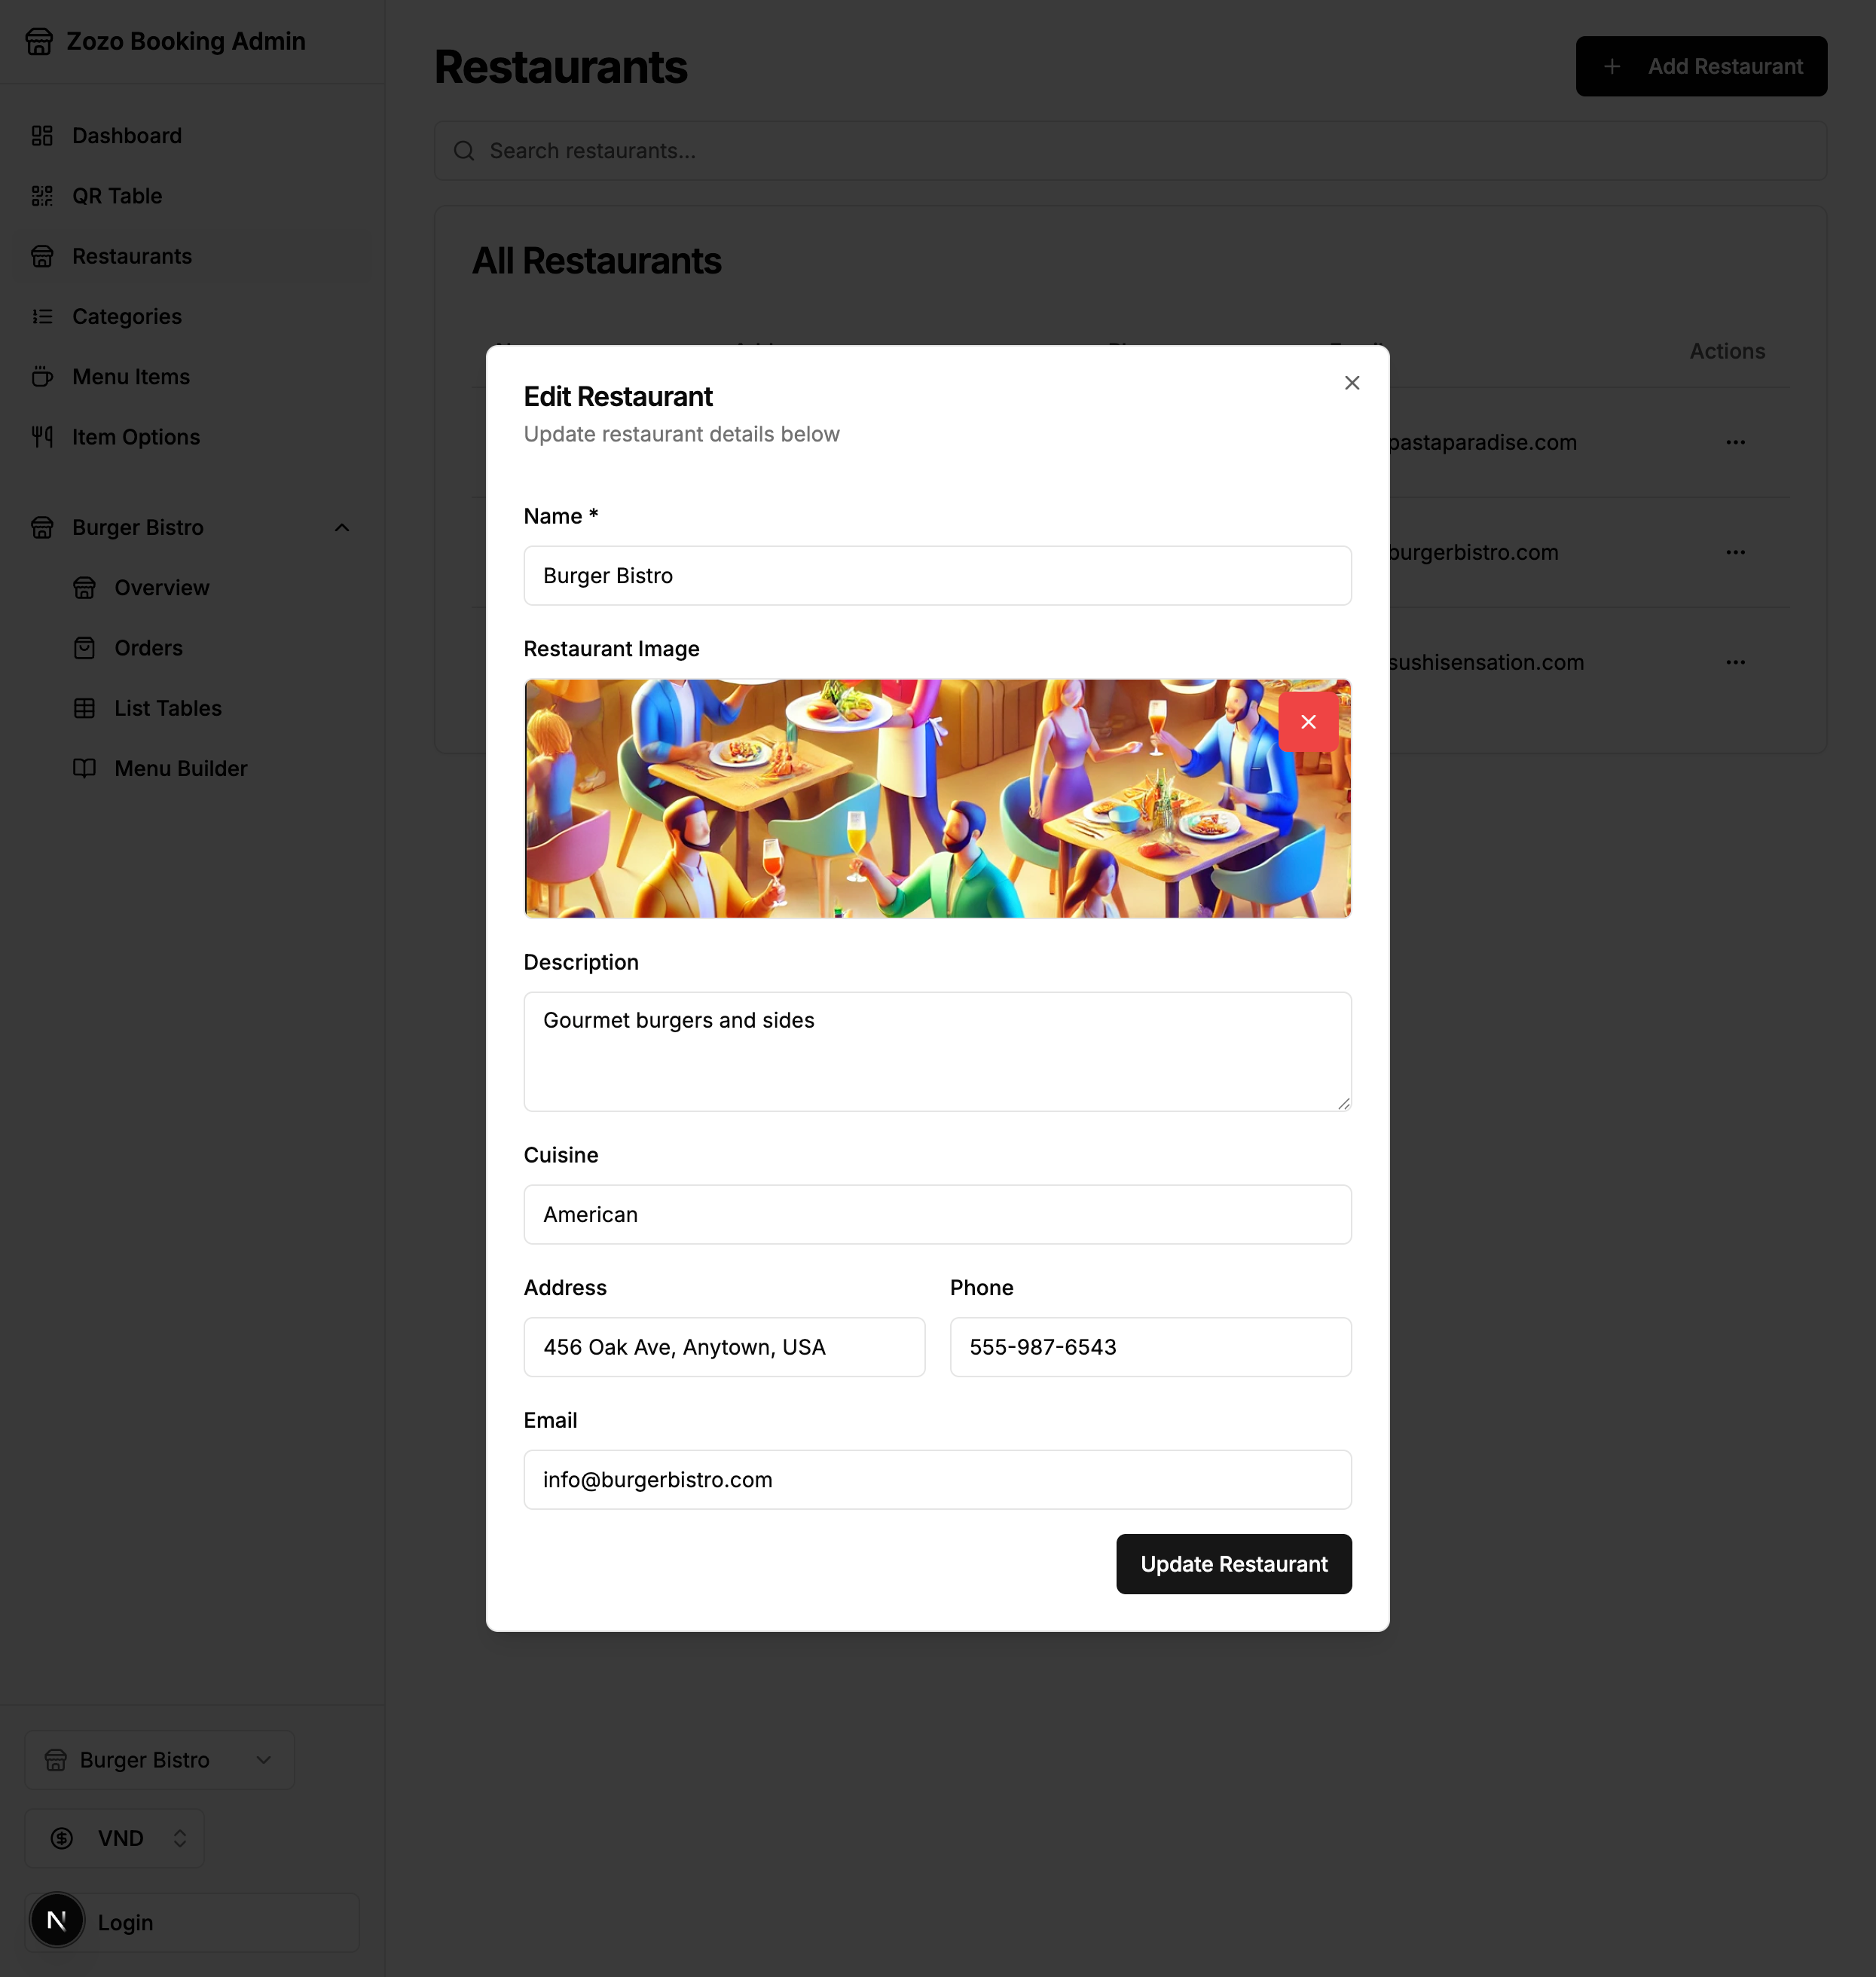 Zozo Booking Admin
Dashboard
QR Table
Restaurants
Categories
Menu Items
Item Options
Burger Bistro
Overview
Orders
List Tables
Menu Builder
Burger Bistro
VND
N
Login
Restaurants
Add Restaurant
Search restaurants...
All Restaurants
Actions
pastaparadise.com
burgerbistro.com
sushisensation.com
Edit Restaurant
Update restaurant details below
Name *
Burger Bistro
Restaurant Image
Description
Gourmet burgers and sides
Cuisine
American
Address
Phone
456 Oak Ave, Anytown, USA
555-987-6543
Email
info@burgerbistro.com
Update Restaurant